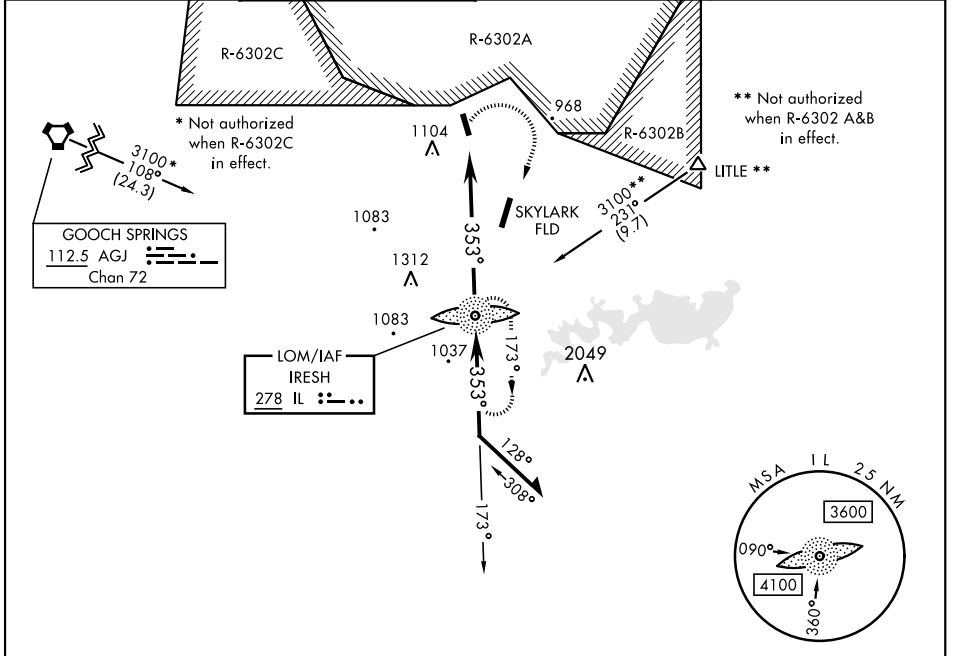 R-6302C
R-6302A
968
R-6302B
** Not authorized
when R-6302 A&B
in effect.
* Not authorized
when R-6302C
in effect.
1104
3100*
108°
(24.3)
LITLE **
3100**
231°
(9.7)
1083
SKYLARK
FLD
353°
GOOCH SPRINGS
112.5 AGJ
Chan 72
1312
1083
LOM/IAF
IRESH
278 IL
1037
353°
173°
2049
128°
308°
173°
MSA IL 25 NM
3600
090°
4100
360°